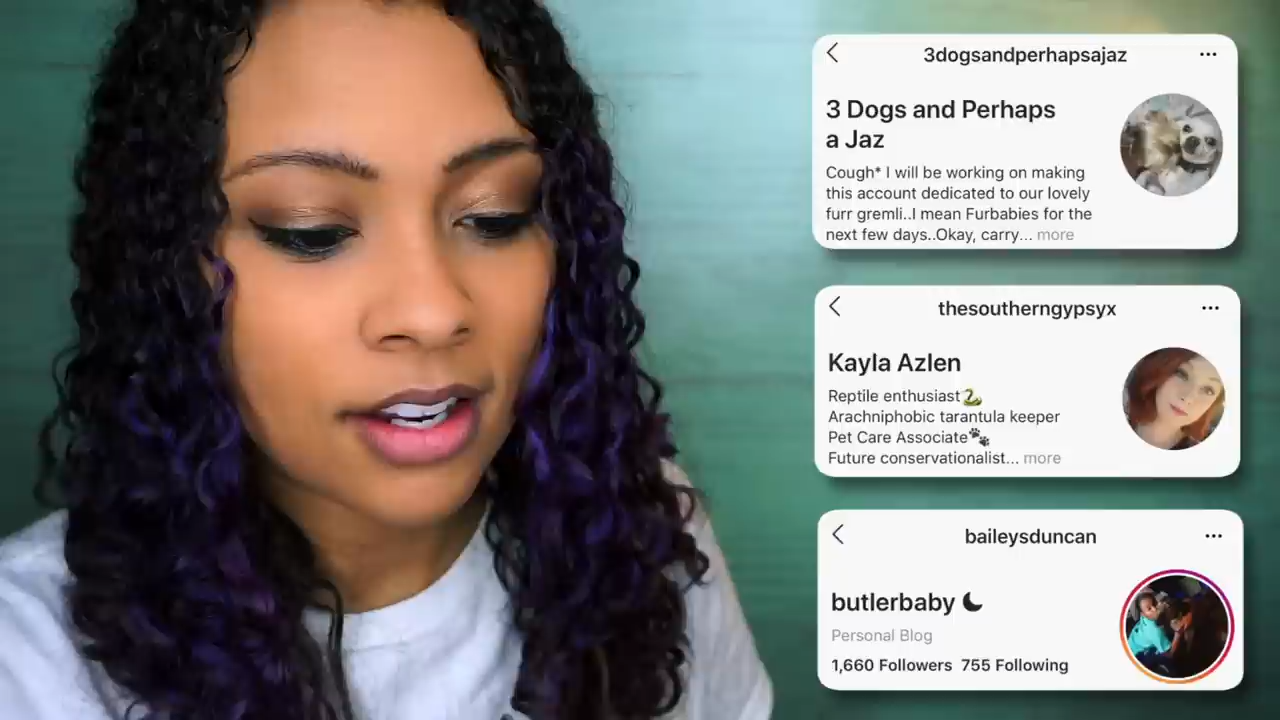 3dogsandperhapsajaz
3 Dogs and Perhaps
a Jaz
Cough* I will be working on making
this account dedicated to our lovely
furr gremli..I mean Furbabies for the
next few days..Okay, carry... more
thesoutherngypsyx
Kayla Azlen
Reptile enthusiast🐍
Arachniphobic tarantula keeper
Pet Care Associate🐾
Future conservationalist... more
baileysduncan
butlerbaby 🌙
Personal Blog
1,660 Followers 755 Following